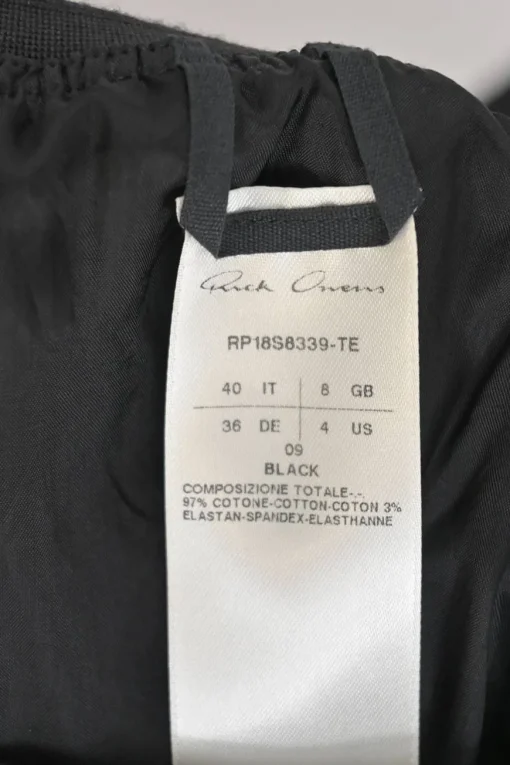 Rick Owens
RP18S8339-TE
40 IT 8 GB
36 DE 4 US
09
BLACK
COMPOSIZIONE TOTALE-.-.
97% COTONE-COTTON-COTON 3%
ELASTAN-SPANDEX-ELASTHANNE